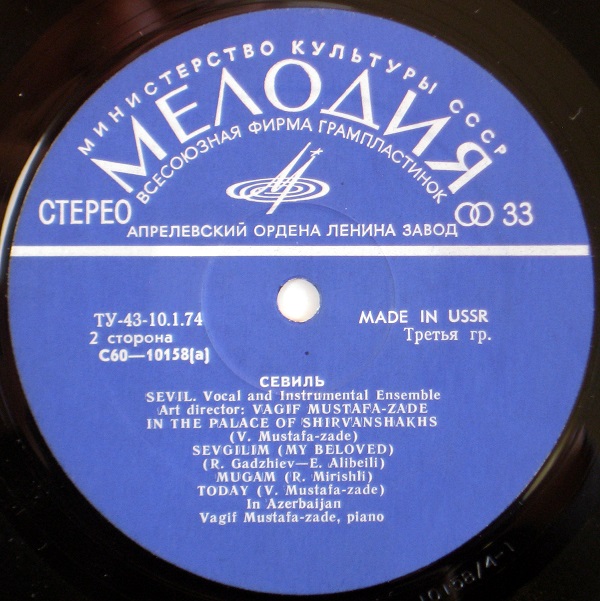 МИНИСТЕРСТВО КУЛЬТУРЫ СССР
МЕЛОДИЯ
ВСЕСОЮЗНАЯ ФИРМА ГРАМПЛАСТИНОК
СТЕРЕО
33
АПРЕЛЕВСКИЙ ОРДЕНА ЛЕНИНА ЗАВОД
ТУ-43-10.1.74
2 сторона
С60—10158(а)
MADE IN USSR
Третья гр.
СЕВИЛЬ
SEVIL. Vocal and Instrumental Ensemble
Art director: VAGIF MUSTAFA-ZADE
IN THE PALACE OF SHIRVANSHAKHS
(V. Mustafa-zade)
SEVGILIM (MY BELOVED)
(R. Gadzhiev—E. Alibeili)
MUGAM (R. Mirishli)
TODAY (V. Mustafa-zade)
In Azerbaijan
Vagif Mustafa-zade, piano
10158/4-1